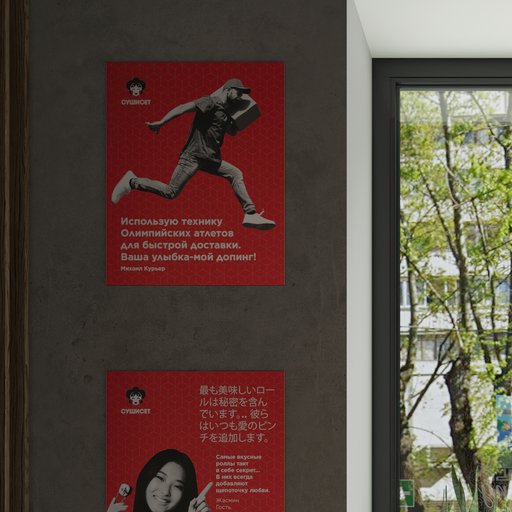 СУШИСЕТ
Использую технику
Олимпийских атлетов
для быстрой доставки.
Ваша улыбка-мой допинг!
Михаил Курьер
СУШИСЕТ
最も美味しいロー
ルは秘密を含ん
でいます。.. 彼ら
はいつも愛のピン
チを追加します。
Самые вкусные
роллы таят
в себе секрет...
В них всегда
добавляют
щепоточку любви.
Жасмин
Гость